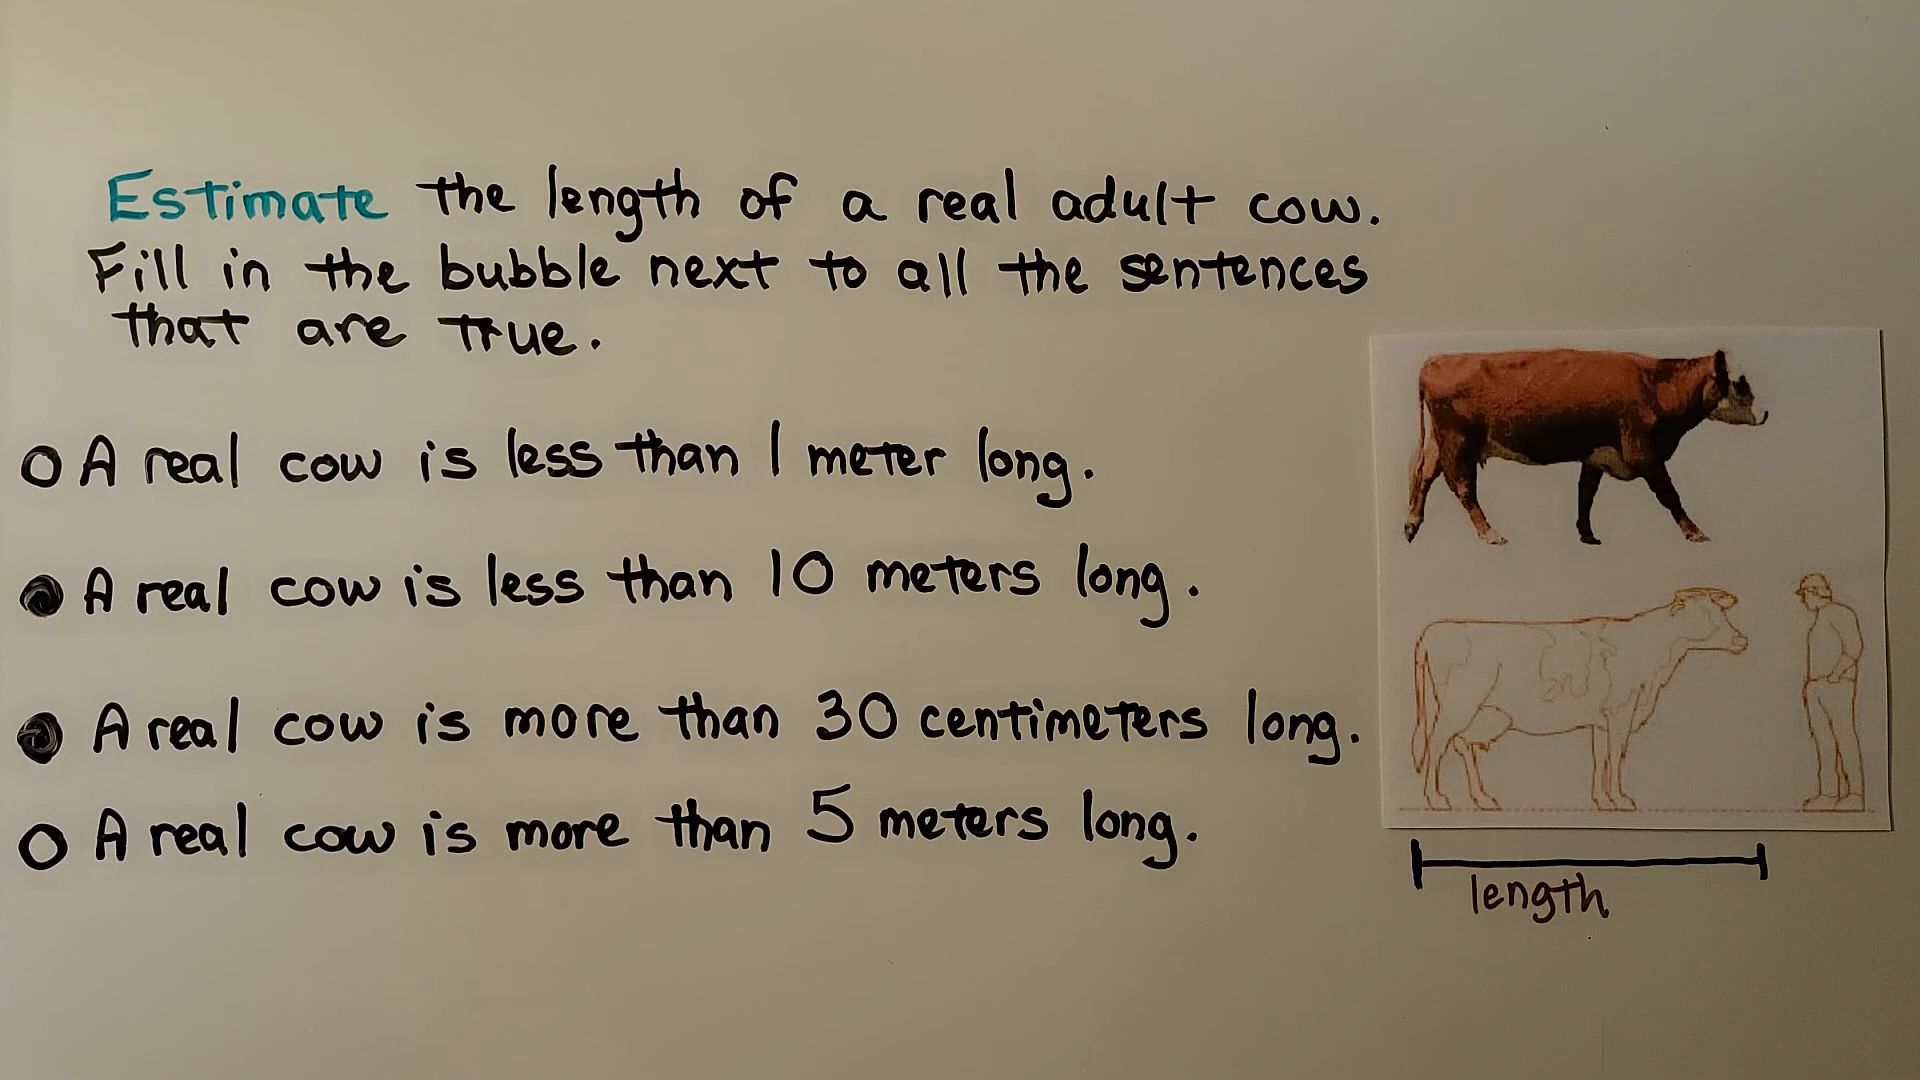 Estimate the length of a real adult cow.
Fill in the bubble next to all the sentences
that are true.
A real cow is less than 1 meter long.
A real cow is less than 10 meters long.
A real cow is more than 30 centimeters long.
A real cow is more than 5 meters long.
length